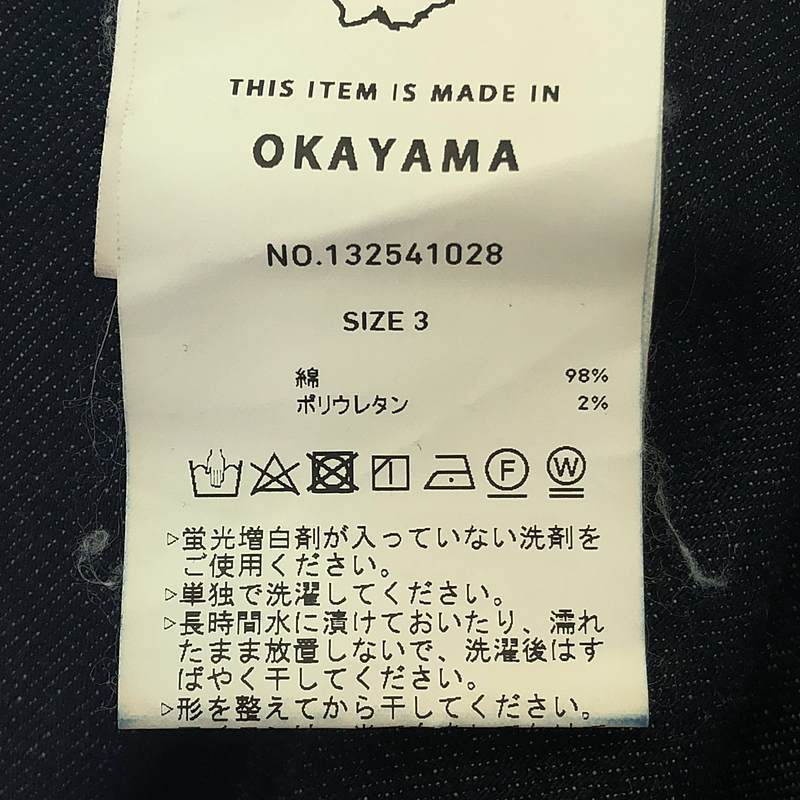 THIS ITEM IS MADE IN
OKAYAMA
NO.132541028
SIZE 3
綿 98%
ポリウレタン 2%
F W
▷蛍光増白剤が入っていない洗剤を
ご使用ください。
▷単独で洗濯してください。
▷長時間水に漬けておいたり、濡れ
たまま放置しないで、洗濯後はす
ばやく干してください。
▷形を整えてから干してください。